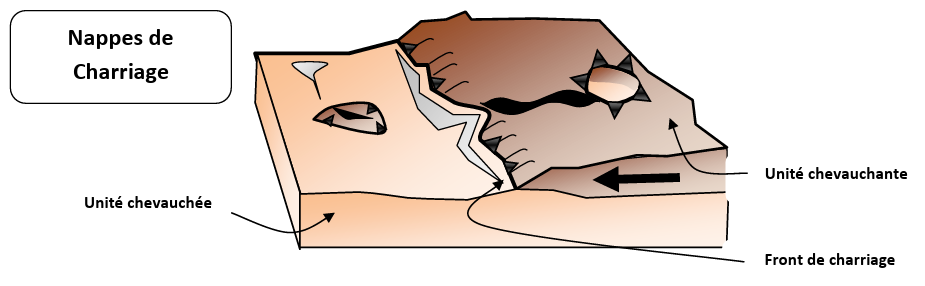 Nappes de
Charriage
Unité chevauchante
Unité chevauchée
Front de charriage